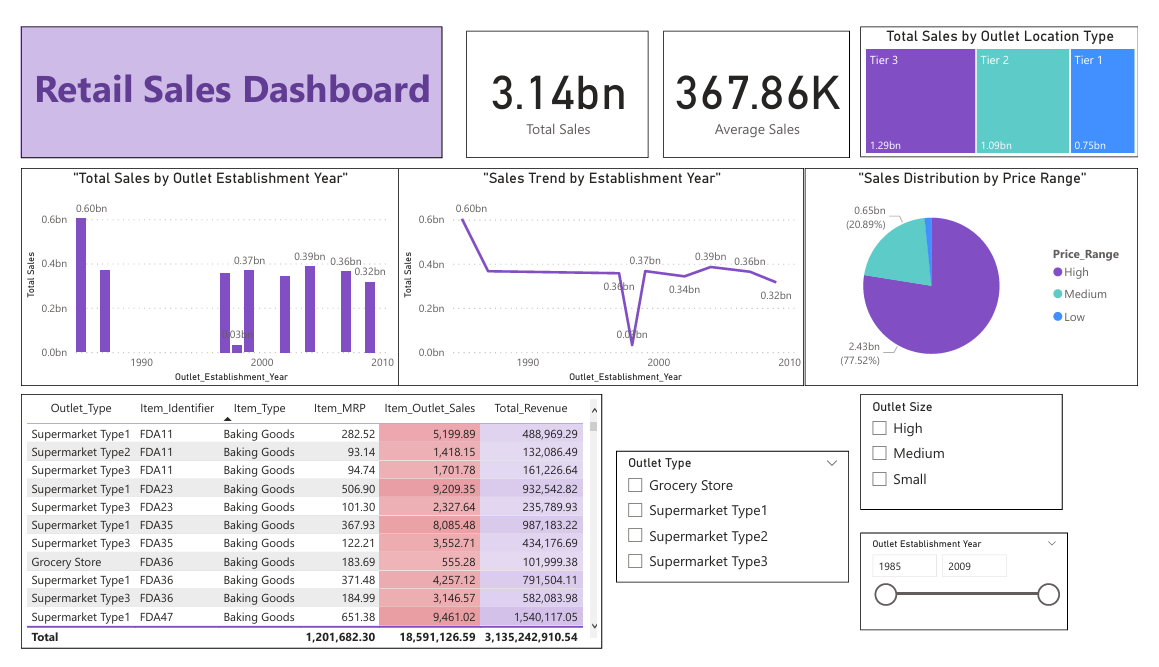 Retail Sales Dashboard
3.14bn
Total Sales
367.86K
Average Sales
Total Sales by Outlet Location Type
Tier 3
Tier 2
Tier 1
1.29bn
1.09bn
0.75bn
"Total Sales by Outlet Establishment Year"
Total Sales
0.6bn
0.4bn
0.2bn
0.0bn
0.60bn
0.03bn
0.37bn
0.39bn
0.36bn
0.32bn
1990
2000
2010
Outlet_Establishment_Year
"Sales Trend by Establishment Year"
Total Sales
0.6bn
0.4bn
0.2bn
0.0bn
0.60bn
0.36bn
0.03bn
0.37bn
0.34bn
0.39bn
0.36bn
0.32bn
1990
2000
2010
Outlet_Establishment_Year
"Sales Distribution by Price Range"
0.65bn
(20.89%)
2.43bn
(77.52%)
Price_Range
High
Medium
Low
Outlet_Type Item_Identifier Item_Type Item_MRP Item_Outlet_Sales Total_Revenue
Supermarket Type1 FDA11 Baking Goods 282.52 5,199.89 488,969.29
Supermarket Type2 FDA11 Baking Goods 93.14 1,418.15 132,086.49
Supermarket Type3 FDA11 Baking Goods 94.74 1,701.78 161,226.64
Supermarket Type1 FDA23 Baking Goods 506.90 9,209.35 932,542.82
Supermarket Type3 FDA23 Baking Goods 101.30 2,327.64 235,789.93
Supermarket Type1 FDA35 Baking Goods 367.93 8,085.48 987,183.22
Supermarket Type3 FDA35 Baking Goods 122.21 3,552.71 434,176.69
Grocery Store FDA36 Baking Goods 183.69 555.28 101,999.38
Supermarket Type1 FDA36 Baking Goods 371.48 4,257.12 791,504.11
Supermarket Type3 FDA36 Baking Goods 184.99 3,146.57 582,083.98
Supermarket Type1 FDA47 Baking Goods 651.38 9,461.02 1,540,117.05
Total 1,201,682.30 18,591,126.59 3,135,242,910.54
Outlet Type
Grocery Store
Supermarket Type1
Supermarket Type2
Supermarket Type3
Outlet Size
High
Medium
Small
Outlet Establishment Year
1985 2009